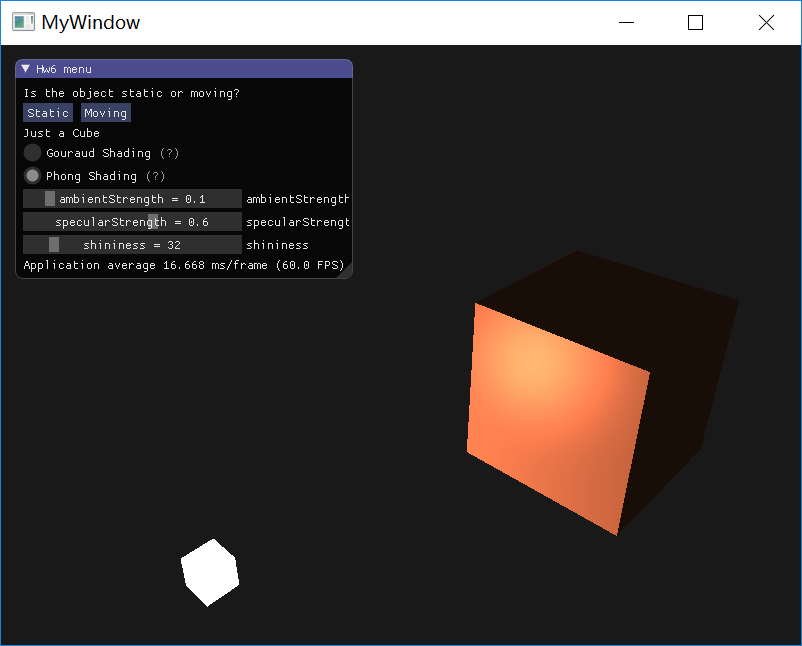 MyWindow
Hw6 menu
Is the object static or moving?
Static Moving
Just a Cube
Gouraud Shading (?)
Phong Shading (?)
ambientStrength = 0.1 ambientStrength
specularStrength = 0.6 specularStrengt
shininess = 32 shininess
Application average 16.668 ms/frame (60.0 FPS)